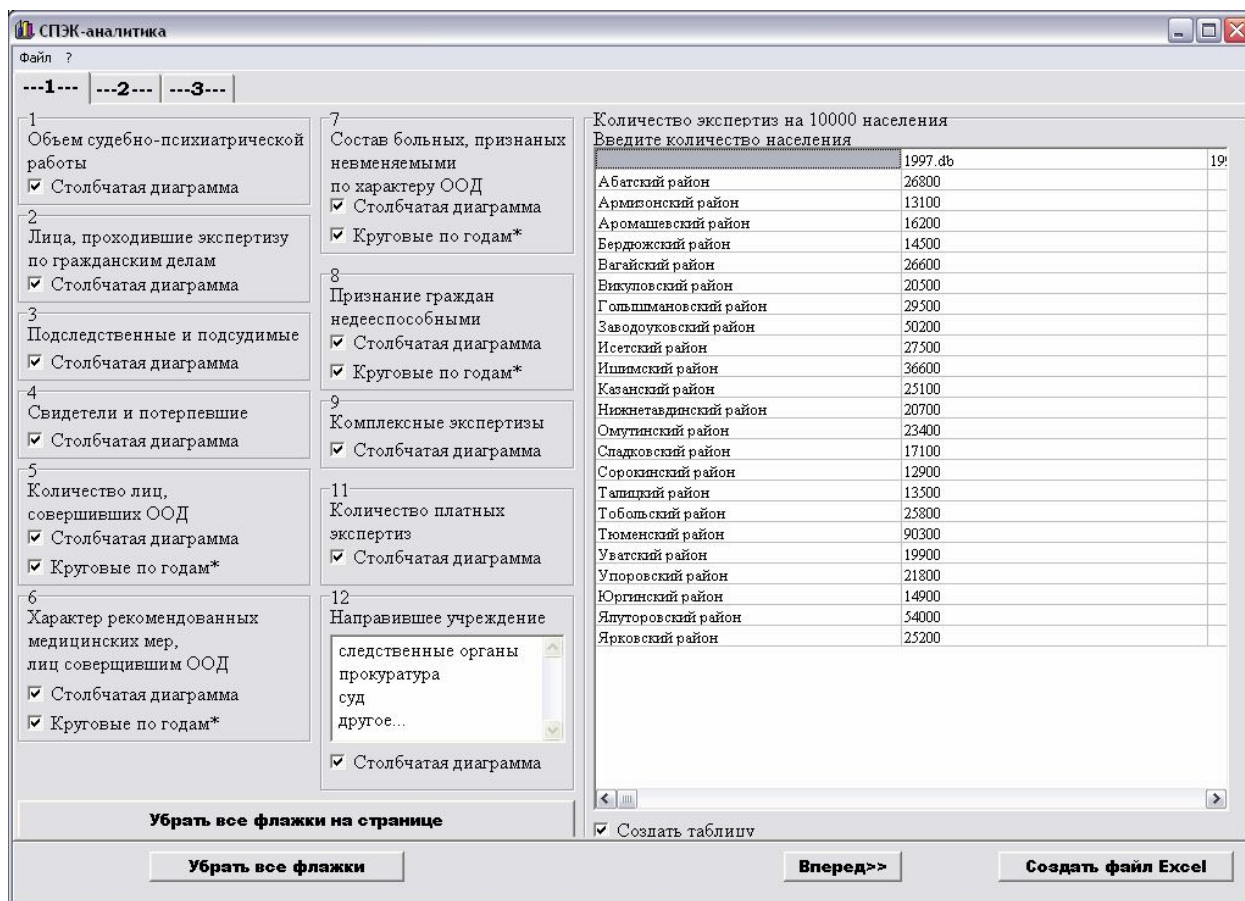 СПЭК-аналитика
Файл ?
---1--- ---2--- ---3---
1
Объем судебно-психиатрической
работы
Столбчатая диаграмма
2
Лица, проходившие экспертизу
по гражданским делам
Столбчатая диаграмма
3
Подследственные и подсудимые
Столбчатая диаграмма
4
Свидетели и потерпевшие
Столбчатая диаграмма
5
Количество лиц,
совершивших ООД
Столбчатая диаграмма
Круговые по годам*
6
Характер рекомендованных
медицинских мер,
лиц соверщившим ООД
Столбчатая диаграмма
Круговые по годам*
7
Состав больных, признаных
невменяемыми
по характеру ООД
Столбчатая диаграмма
Круговые по годам*
8
Признание граждан
недееспособными
Столбчатая диаграмма
Круговые по годам*
9
Комплексные экспертизы
Столбчатая диаграмма
11
Количество платных
экспертиз
Столбчатая диаграмма
12
Направившее учреждение
следственные органы
прокуратура
суд
другое...
Столбчатая диаграмма
Убрать все флажки на странице
Количество экспертиз на 10000 населения
Введите количество населения
1997.db
Абатский район 26800
Армизонский район 13100
Аромашевский район 16200
Бердюжский район 14500
Вагайский район 26600
Викуловский район 20500
Голышмановский район 29500
Заводоуковский район 50200
Исетский район 27500
Ишимский район 36600
Казанский район 25100
Нижнетавдинский район 20700
Омутинский район 23400
Сладковский район 17100
Сорокинский район 12900
Талицкий район 13500
Тобольский район 25800
Тюменский район 90300
Уватский район 19900
Упоровский район 21800
Юргинский район 14900
Ялуторовский район 54000
Ярковский район 25200
Создать таблицу
Убрать все флажки
Вперед>>
Создать файл Excel